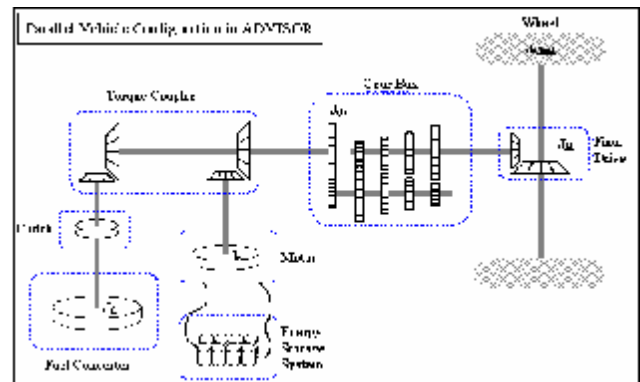 Parallel Vehicle Configuration in ADVISOR
Wheel
Gear Box
Torque Coupler
Final
Drive
Clutch
Motor
Energy
Storage
System
Fuel Converter